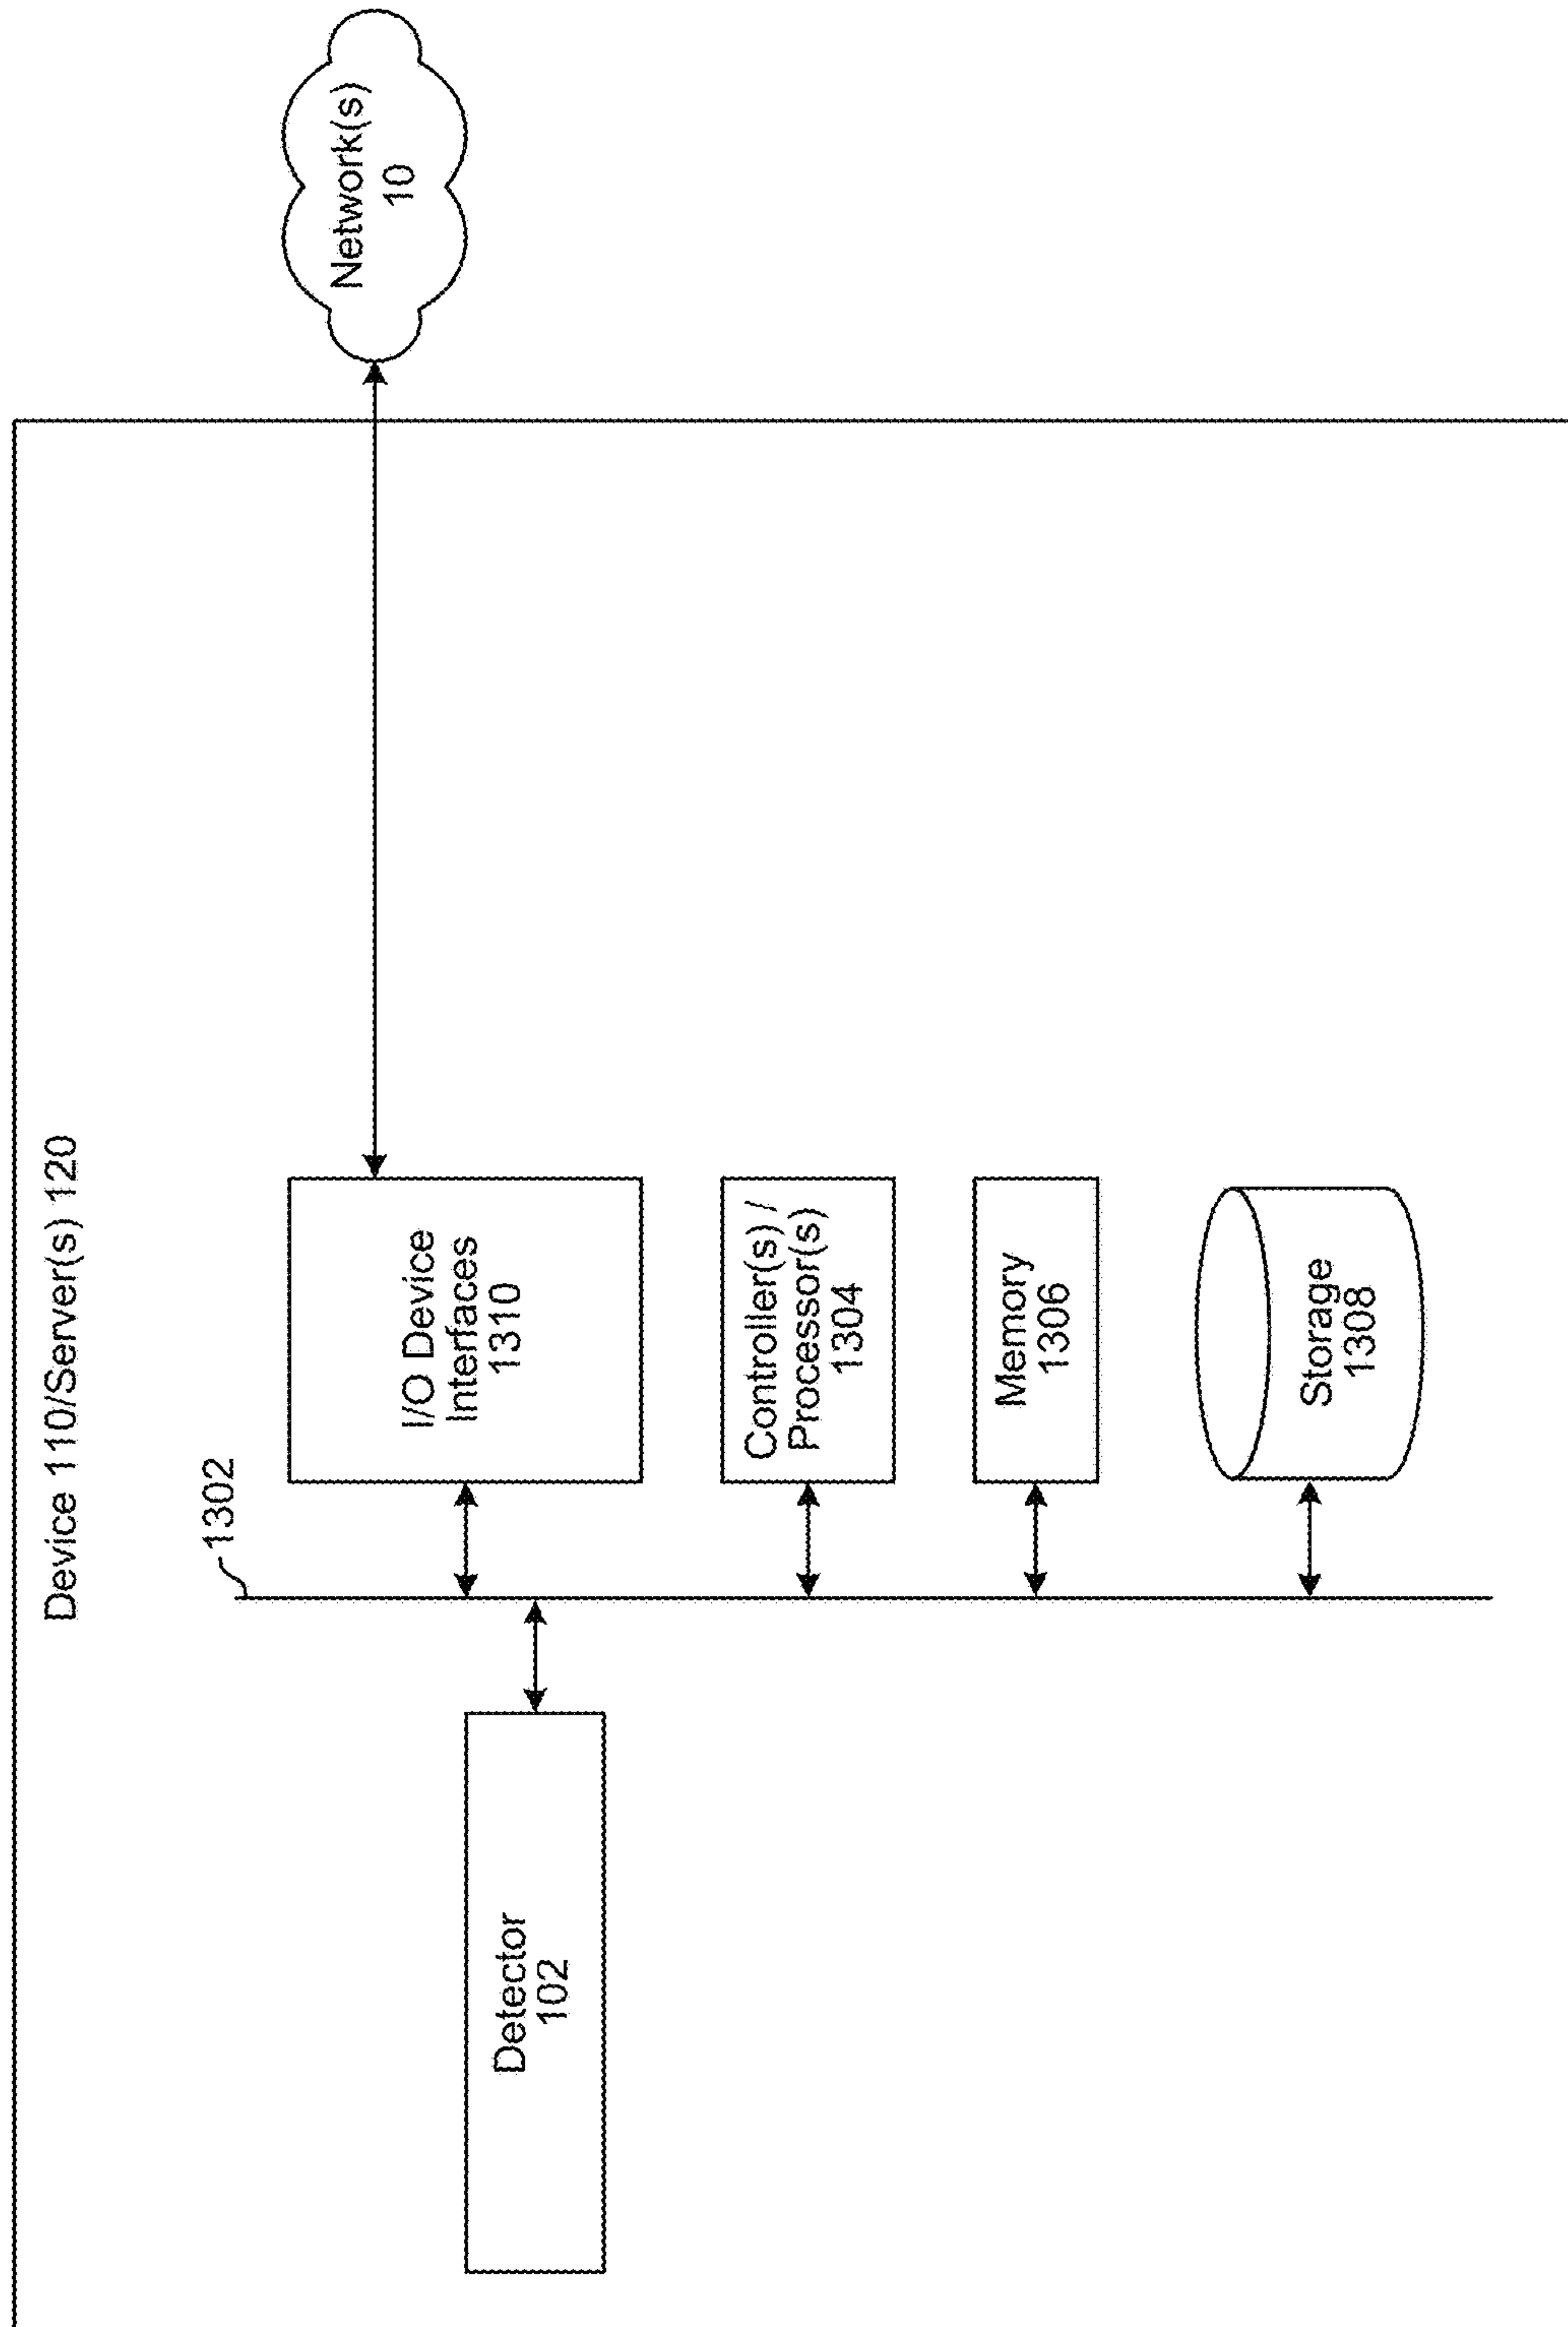 Device 110/Server(s) 120
1302
I/O Device
Interfaces
1310
Network(s)
10
Detector
102
Controller(s) /
Processor(s)
1304
Memory
1306
Storage
1308